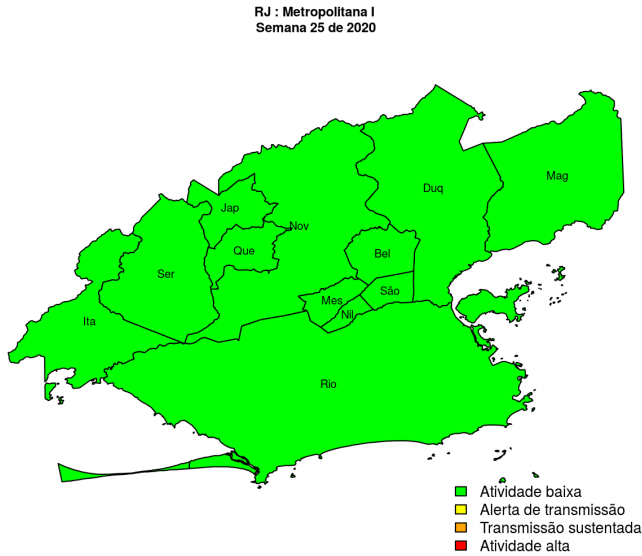 RJ : Metropolitana I
Semana 25 de 2020
Mag
Duq
Jap
Nov
Que
Bel
Ser
São
Mes
Nil
Ita
Rio
Atividade baixa
Alerta de transmissão
Transmissão sustentada
Atividade alta